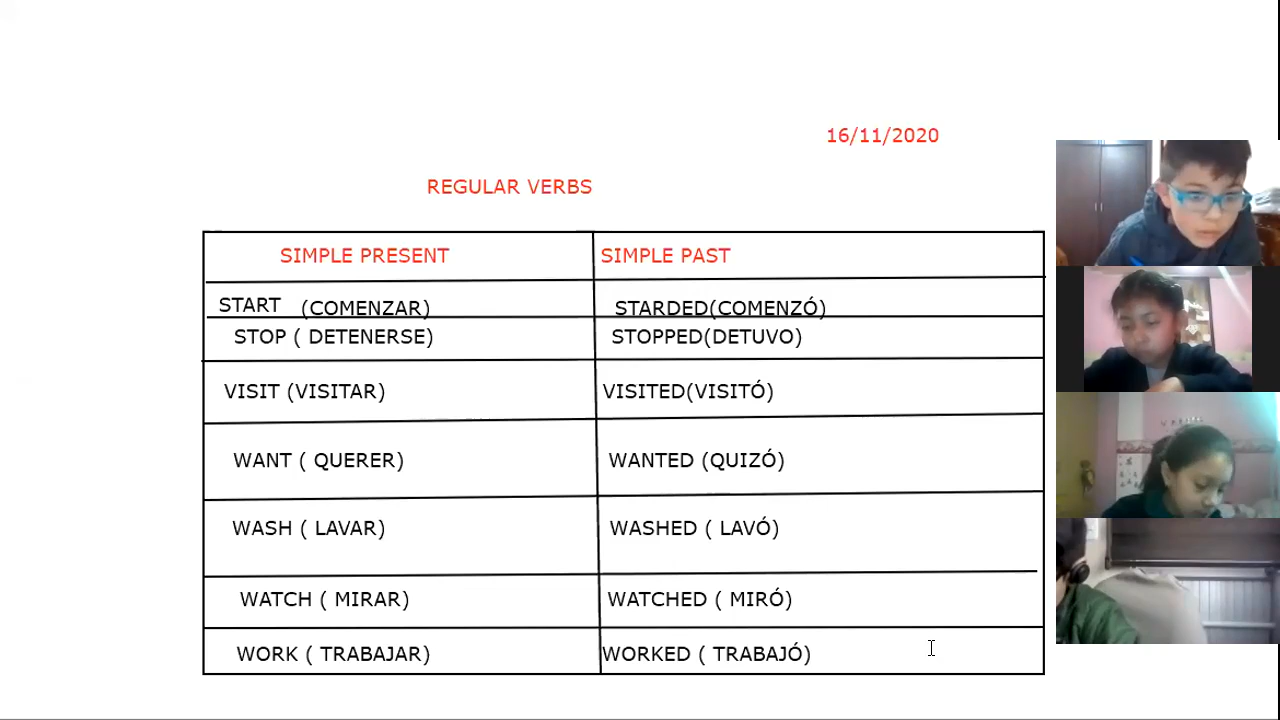 16/11/2020
REGULAR VERBS
SIMPLE PRESENT SIMPLE PAST
START (COMENZAR) STARDED(COMENZÓ)
STOP ( DETENERSE) STOPPED(DETUVO)
VISIT (VISITAR) VISITED(VISITÓ)
WANT ( QUERER) WANTED (QUIZÓ)
WASH ( LAVAR) WASHED ( LAVÓ)
WATCH ( MIRAR) WATCHED ( MIRÓ)
WORK ( TRABAJAR) WORKED ( TRABAJÓ)